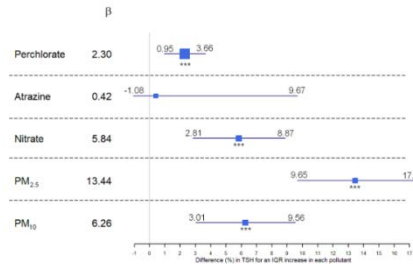 β
0.95 3.66
Perchlorate 2.30
***
-1.08 9.67
Atrazine 0.42
2.81 8.87
Nitrate 5.84
***
9.65 17.
PM2.5 13.44
***
3.01 9.56
PM10 6.26
***
-1 0 1 2 3 4 5 6 7 8 9 10 11 12 13 14 15 16 17
Difference (%) in TSH for an IQR increase in each pollutant